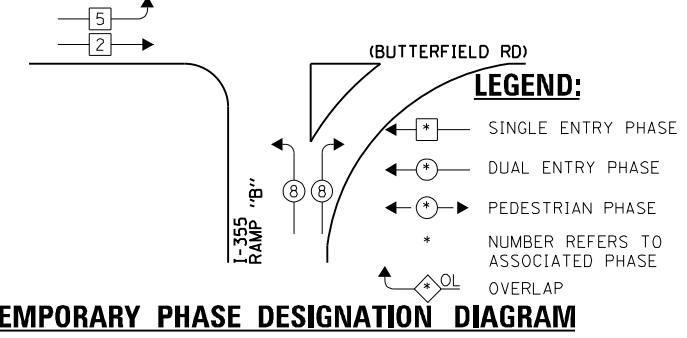 5
2
(BUTTERFIELD RD)
LEGEND:
* SINGLE ENTRY PHASE
* DUAL ENTRY PHASE
* PEDESTRIAN PHASE
* NUMBER REFERS TO
ASSOCIATED PHASE
* OL OVERLAP
8 8
I-355
RAMP "B"
EMPORARY PHASE DESIGNATION DIAGRAM